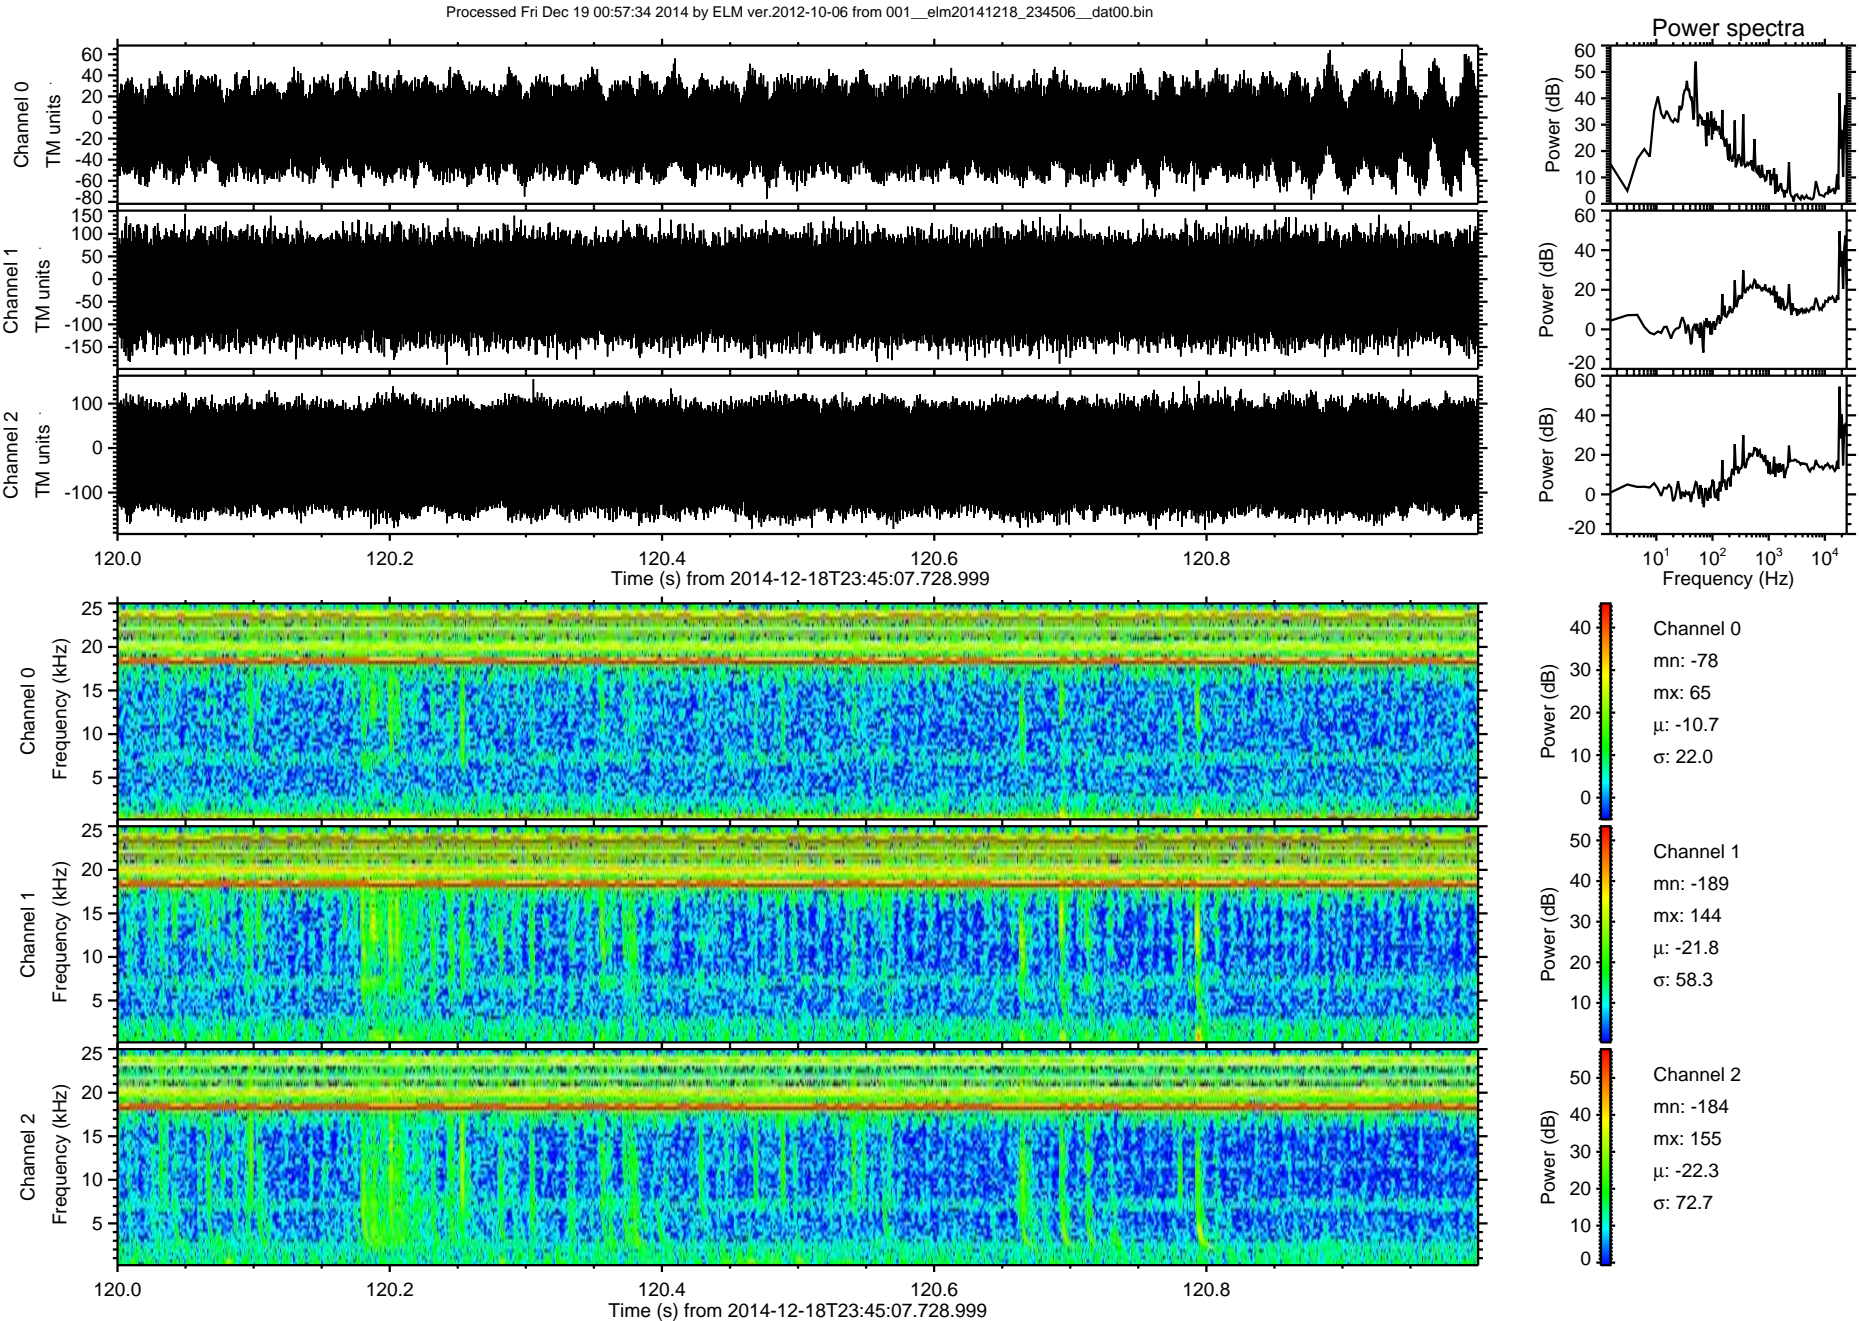 Processed Fri Dec 19 00:57:34 2014 by ELM ver.2012-10-06 from 001__elm20141218_234506__dat00.bin
Power spectra
Channel 0
TM units
60
40
20
0
-20
-40
-60
-80
Power (dB)
60
50
40
30
20
10
0
Channel 1
TM units
150
100
50
0
-50
-100
-150
Power (dB)
60
40
20
0
-20
Channel 2
TM units
100
0
-100
Power (dB)
60
40
20
0
-20
120.0 120.2 120.4 120.6 120.8
Time (s) from 2014-12-18T23:45:07.728.999
10^1 10^2 10^3 10^4
Frequency (Hz)
Channel 0
Frequency (kHz)
25
20
15
10
5
Power (dB)
40
30
20
10
0
Channel 0
mn: -78
mx: 65
μ: -10.7
σ: 22.0
Channel 1
Frequency (kHz)
25
20
15
10
5
Power (dB)
50
40
30
20
10
Channel 1
mn: -189
mx: 144
μ: -21.8
σ: 58.3
Channel 2
Frequency (kHz)
25
20
15
10
5
Power (dB)
50
40
30
20
10
0
Channel 2
mn: -184
mx: 155
μ: -22.3
σ: 72.7
120.0 120.2 120.4 120.6 120.8
Time (s) from 2014-12-18T23:45:07.728.999